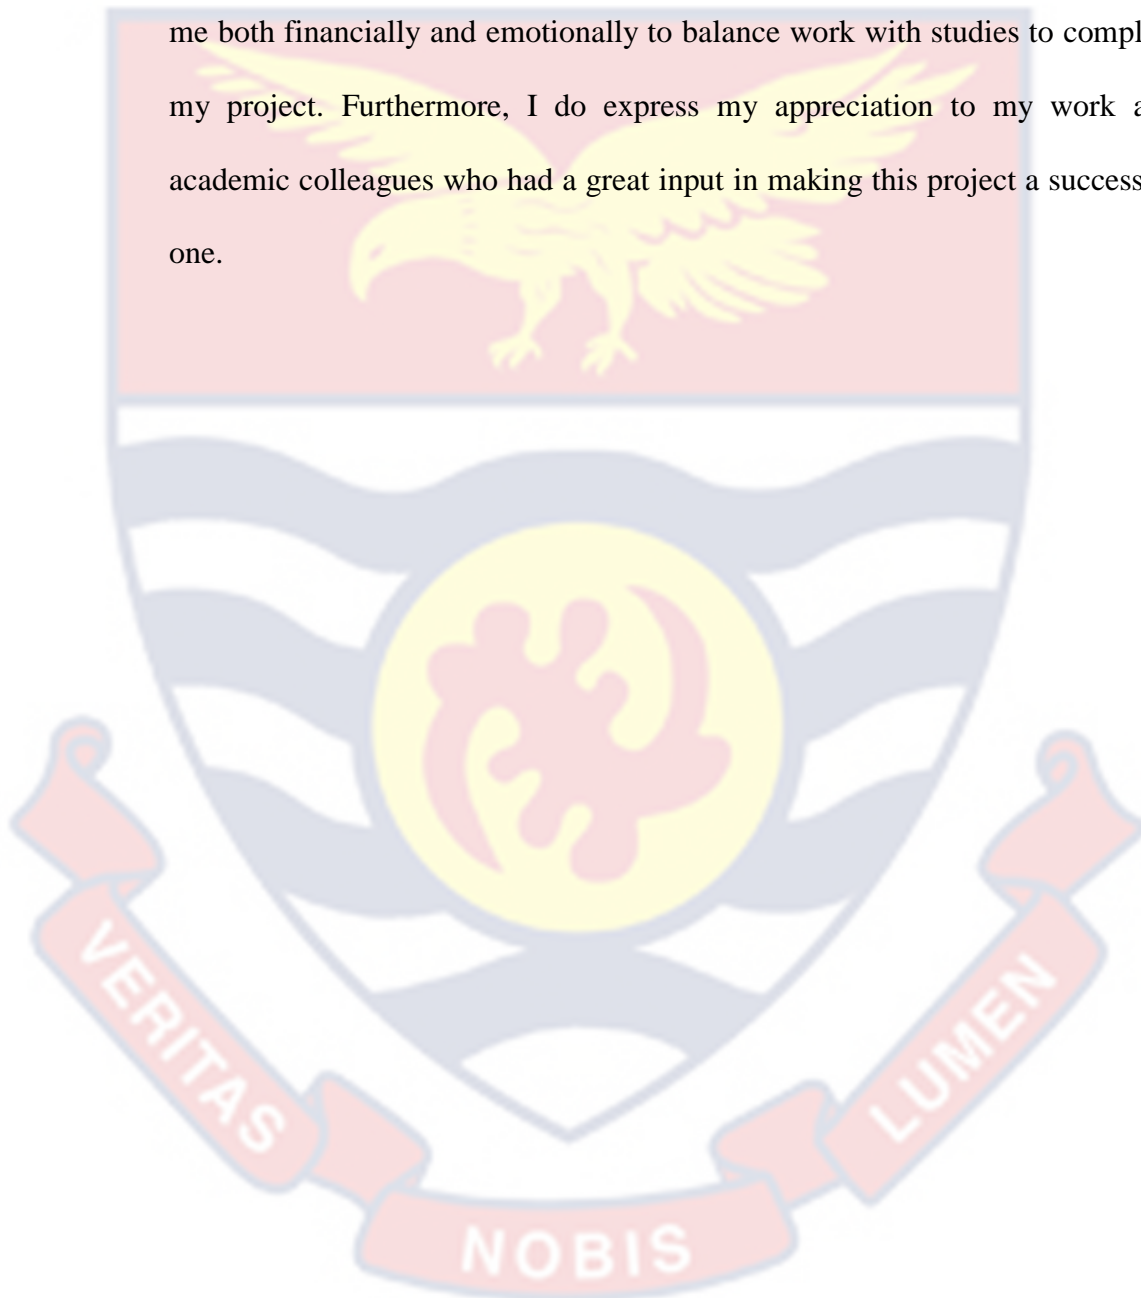 me both financially and emotionally to balance work with studies to compl
my project. Furthermore, I do express my appreciation to my work a
academic colleagues who had a great input in making this project a success
one.
VERITAS
NOBIS
LUMEN